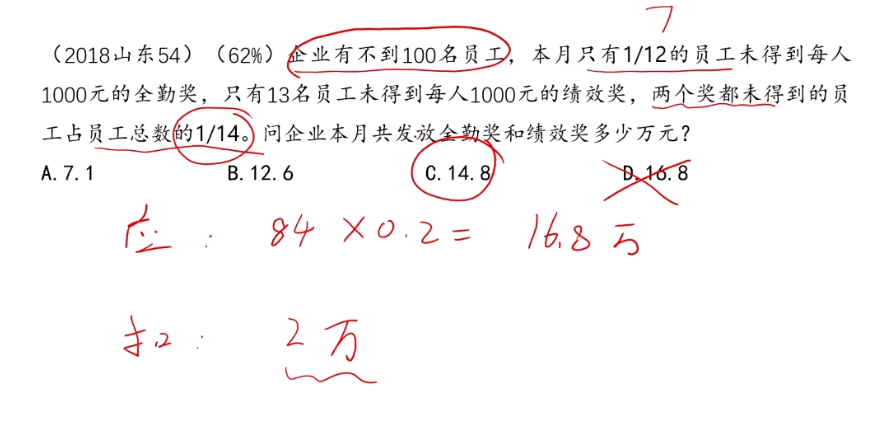 7
（2018山东54）（62%）企业有不到100名员工，本月只有1/12的员工未得到每人
1000元的全勤奖，只有13名员工未得到每人1000元的绩效奖，两个奖都未得到的员
工占员工总数的1/14。问企业本月共发放全勤奖和绩效奖多少万元？
A.7.1 B.12.6 C.14.8 D.16.8
应： 84×0.2= 16.8万
扣： 2万